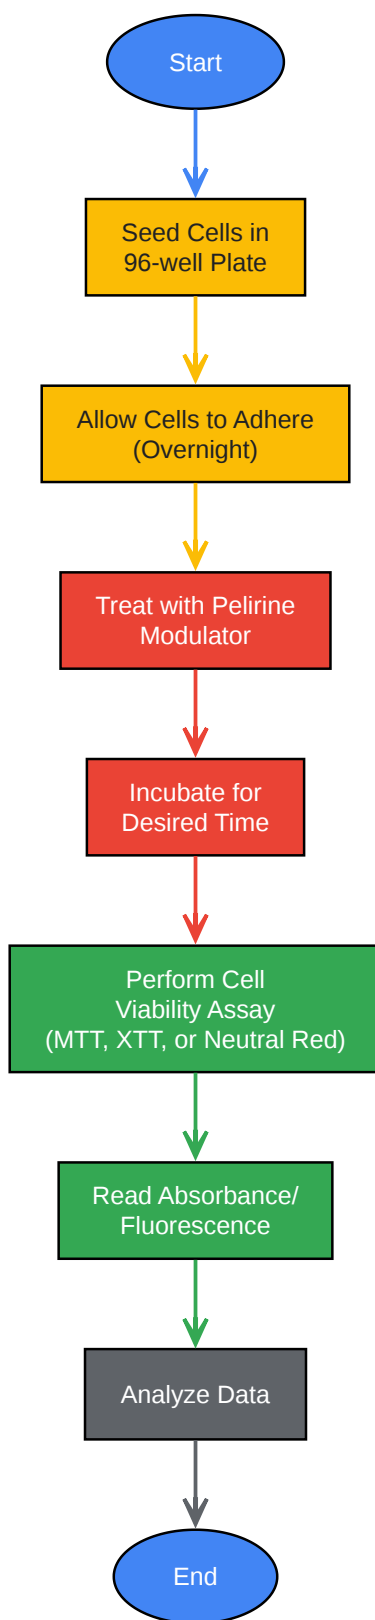 Start
Seed Cells in
96-well Plate
Allow Cells to Adhere
(Overnight)
Treat with Pelirine
Modulator
Incubate for
Desired Time
Perform Cell
Viability Assay
(MTT, XTT, or Neutral Red)
Read Absorbance/
Fluorescence
Analyze Data
End